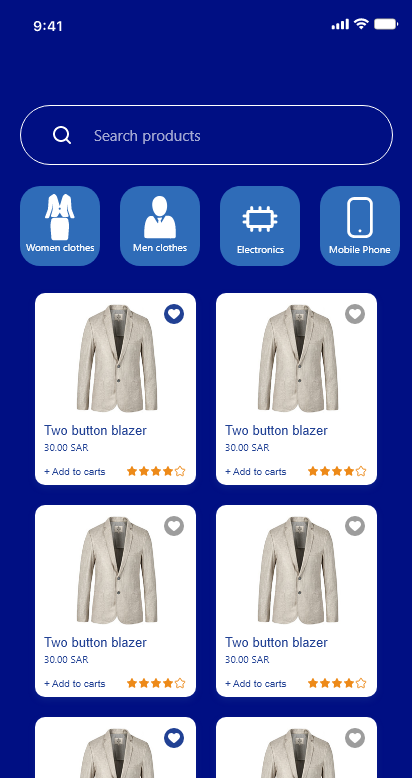 9:41
Search products
Women clothes
Men clothes
Electronics
Mobile Phone
Two button blazer
30.00 SAR
+ Add to carts
Two button blazer
30.00 SAR
+ Add to carts
Two button blazer
30.00 SAR
+ Add to carts
Two button blazer
30.00 SAR
+ Add to carts